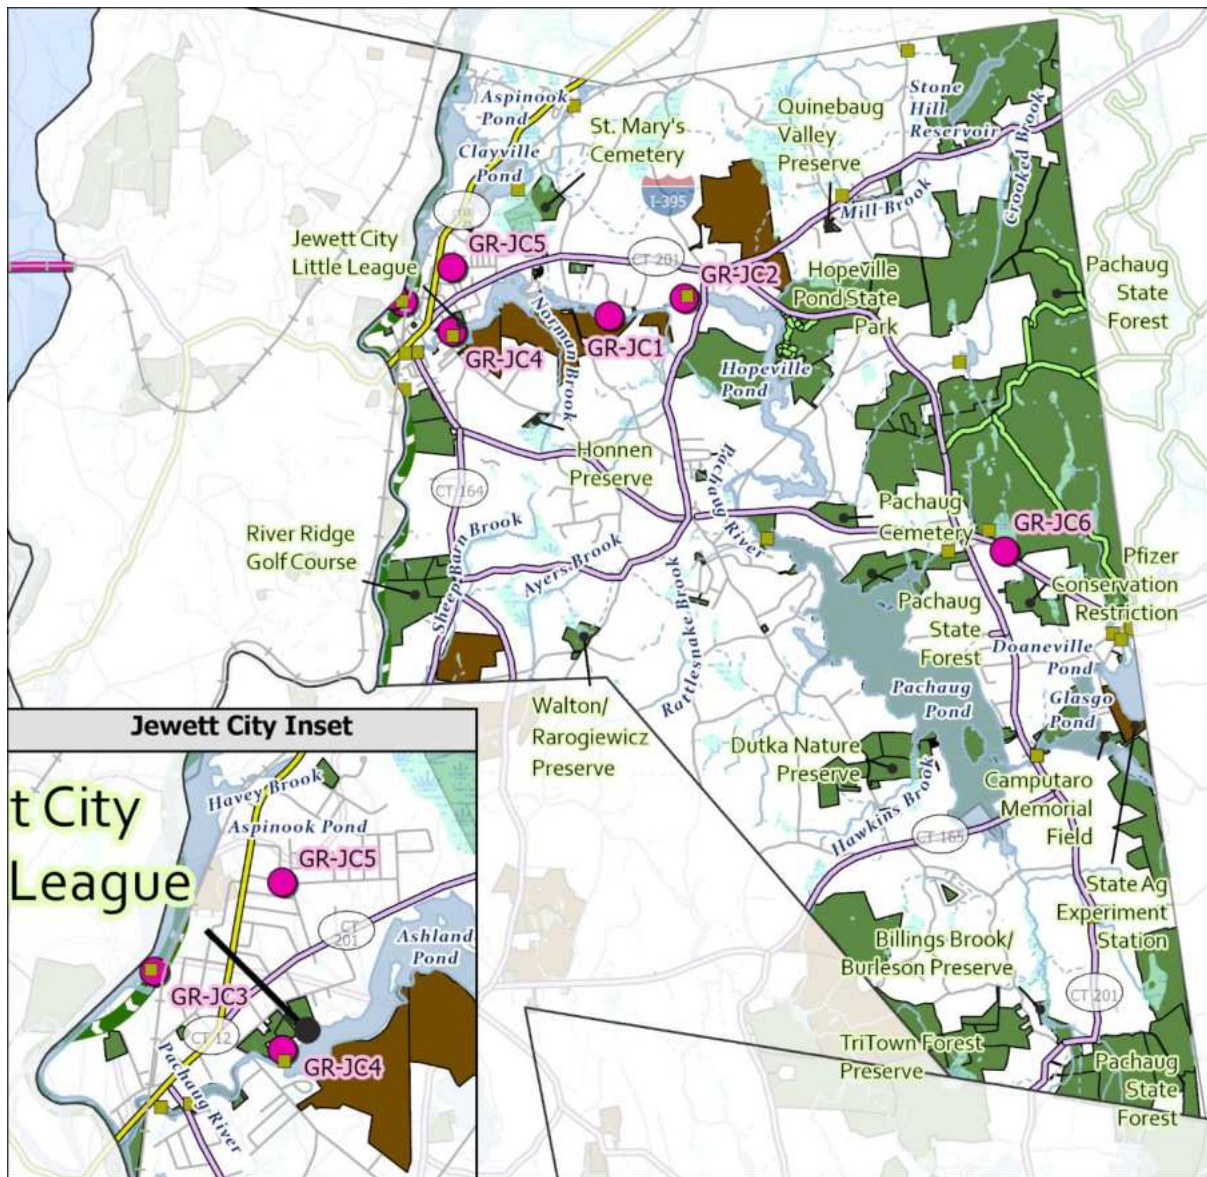 Aspinook
Pond
Clayville
Pond
St. Mary's
Cemetery
Quinebaug
Valley
Preserve
Stone
Hill
Reservoir
Crooked Brook
I-395
Mill Brook
Jewett City
Little League
GR-JC5
CT 201
GR-JC2
Hopeville
Pond State
Park
Pachaug
State
Forest
Norman Brook
GR-JC4
GR-JC1
Hopeville
Pond
Honnen
Preserve
CT 164
Pachaug River
Pachaug
Cemetery
GR-JC6
River Ridge
Golf Course
Sheep Barn Brook
Ayers Brook
Rattlesnake Brook
Pfizer
Conservation
Restriction
Pachaug
State
Forest
Doaneville
Pond
Pachaug
Pond
Glasgo
Pond
Walton/
Rarogiewicz
Preserve
Dutka Nature
Preserve
Hawkins Brook
Camputaro
Memorial
Field
CT 165
State Ag
Experiment
Station
Billings Brook/
Burleson Preserve
CT 201
TriTown Forest
Preserve
Pachaug
State
Forest
Jewett City Inset
Havey Brook
t City
League
Aspinook Pond
GR-JC5
CT
201
Ashland
Pond
GR-JC3
CT 12
GR-JC4
Pachaug River